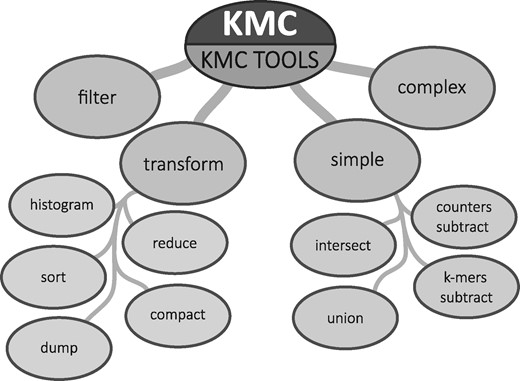 KMC
KMC TOOLS
filter
complex
transform
simple
histogram
reduce
sort
compact
dump
counters
subtract
intersect
k-mers
subtract
union